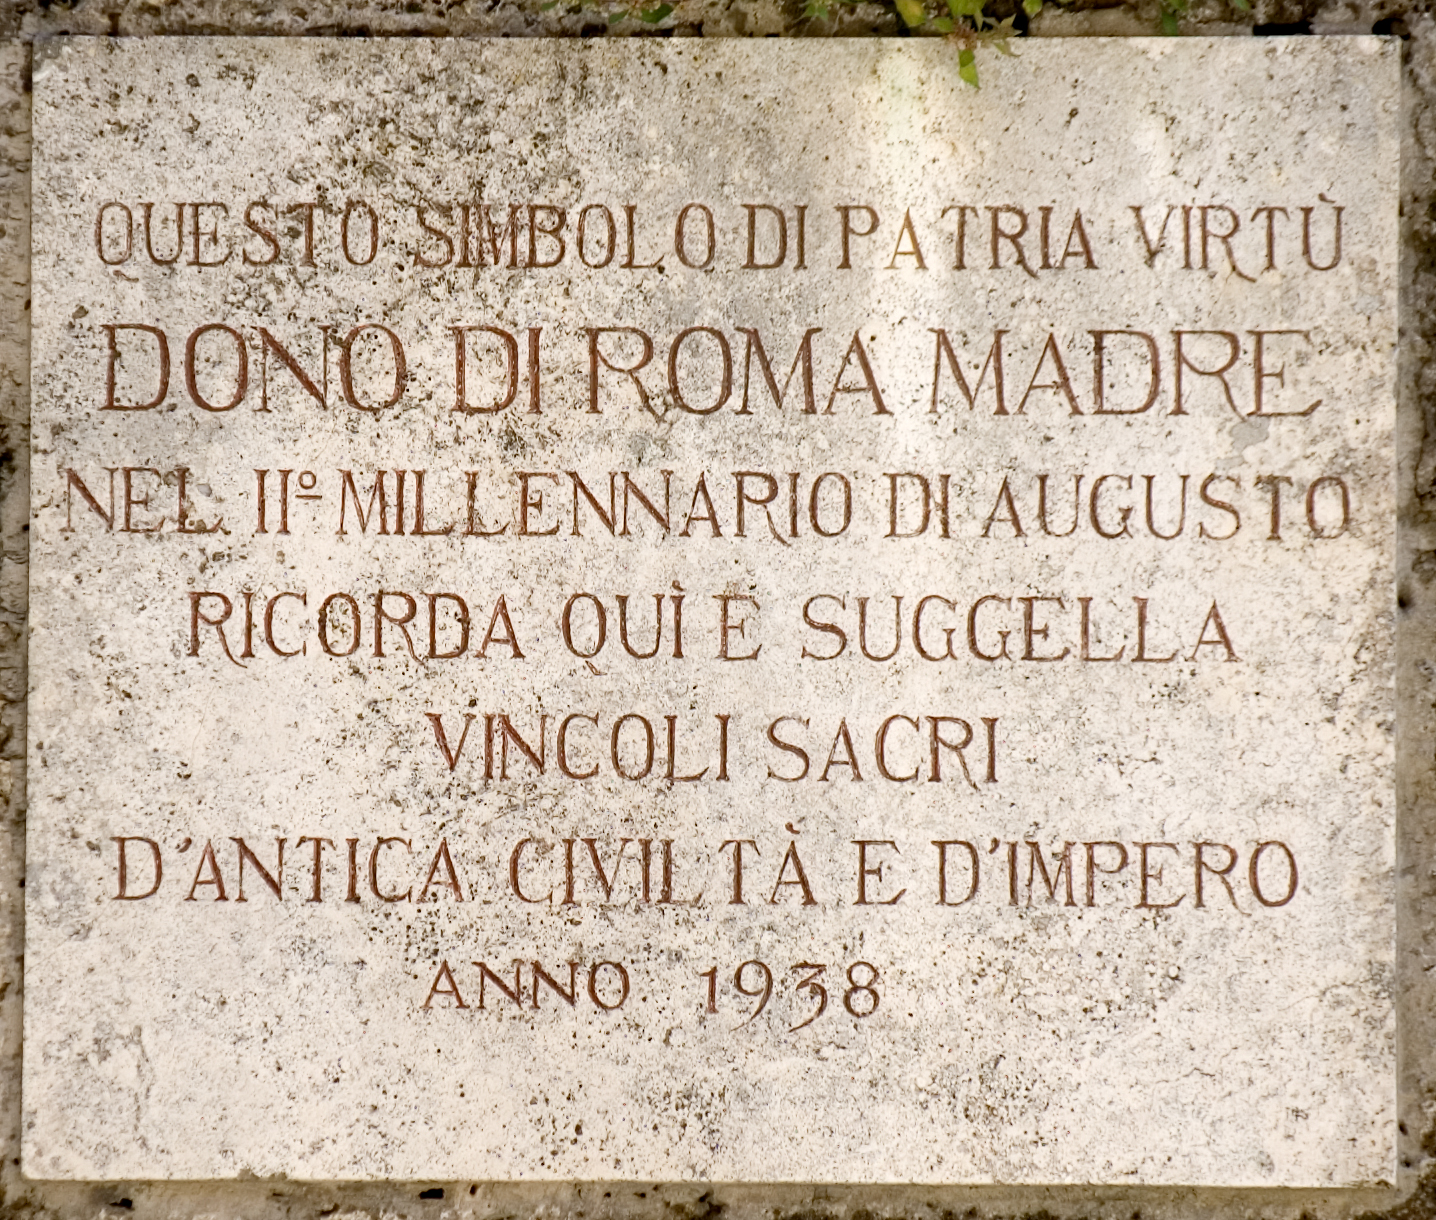 QUESTO SIMBOLO DI PATRIA VIRTÙ
DONO DI ROMA MADRE
NEL IIº MILLENNARIO DI AUGUSTO
RICORDA QUÌ E SUGGELLA
VINCOLI SACRI
D'ANTICA CIVILTÀ E D'IMPERO
ANNO 1938